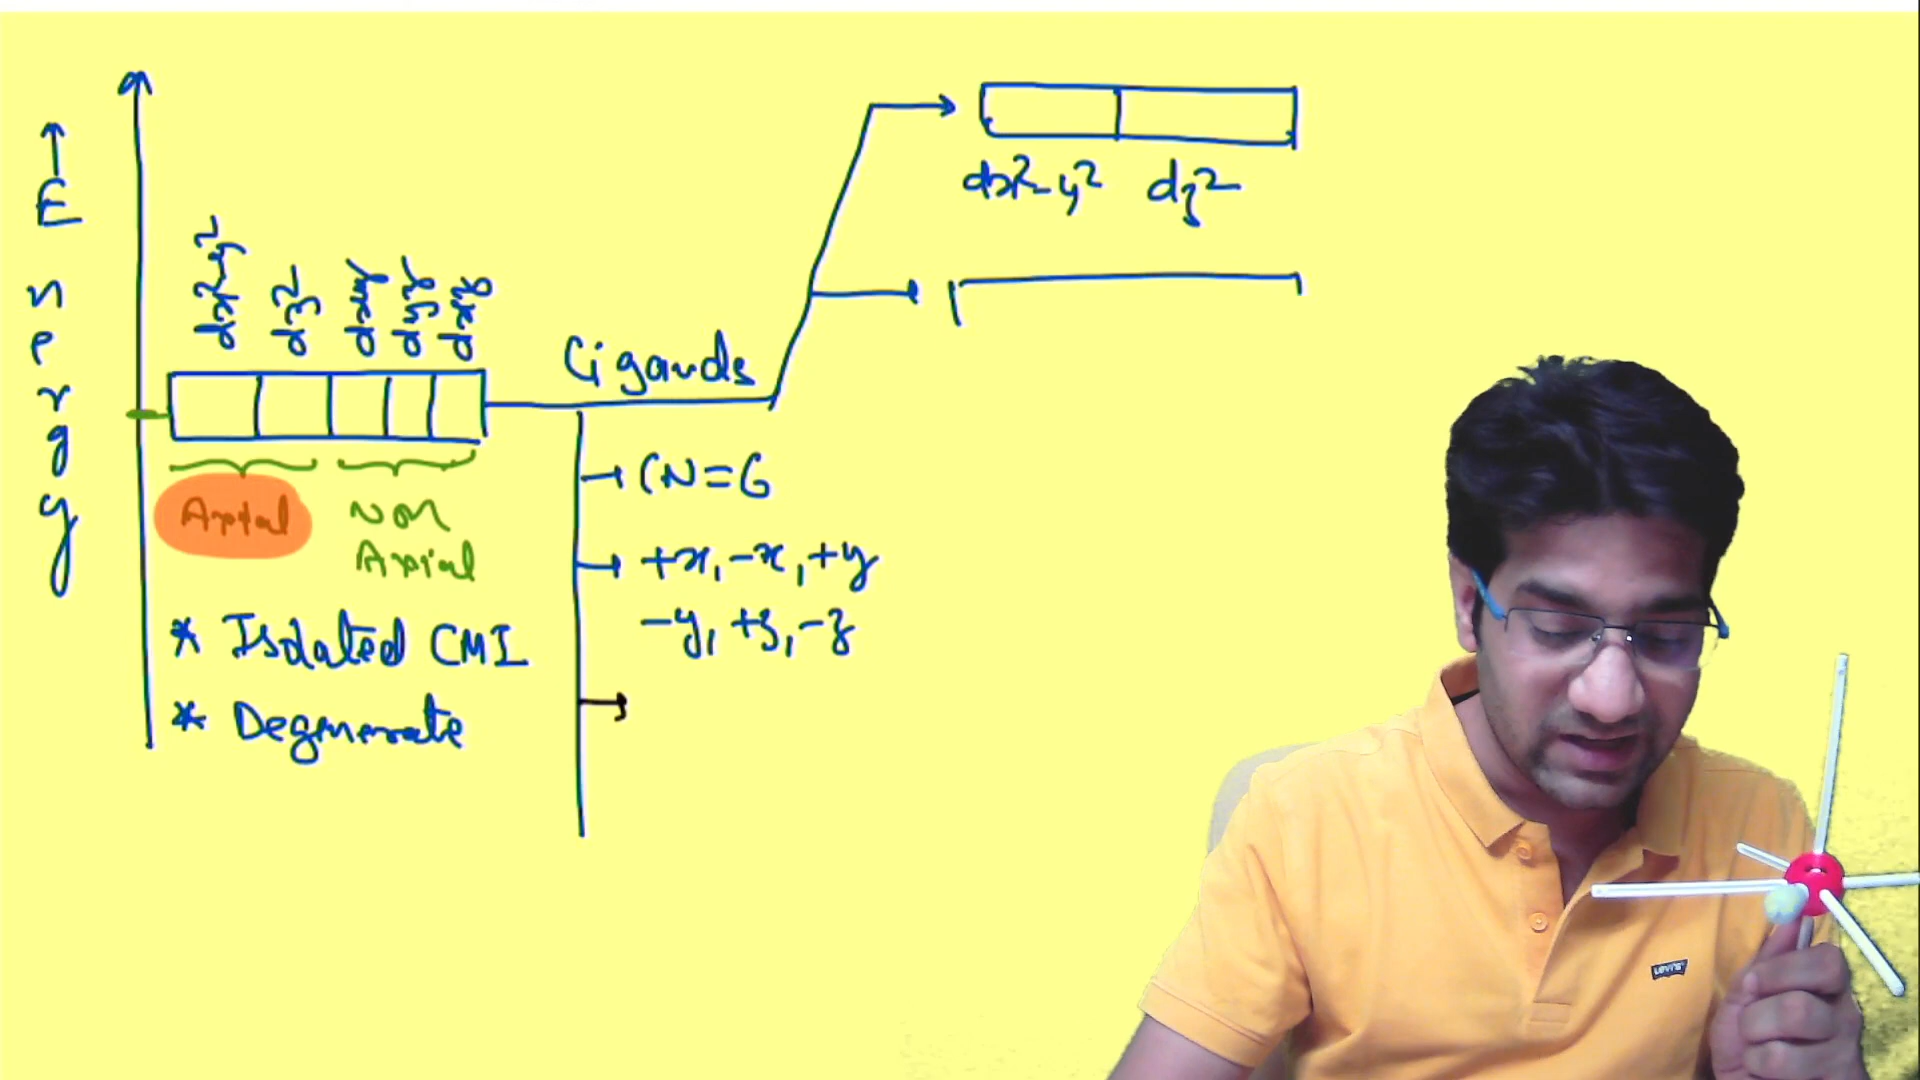 Energy →
dx²-y² dz² dxy dyz dxz
Axial
Non
Axial
* Isolated CMI
* Degenerate
Ligands
→ CN=6
→ +x, -x, +y
-y, +z, -z
→
dx²-y² dz²
Levi's